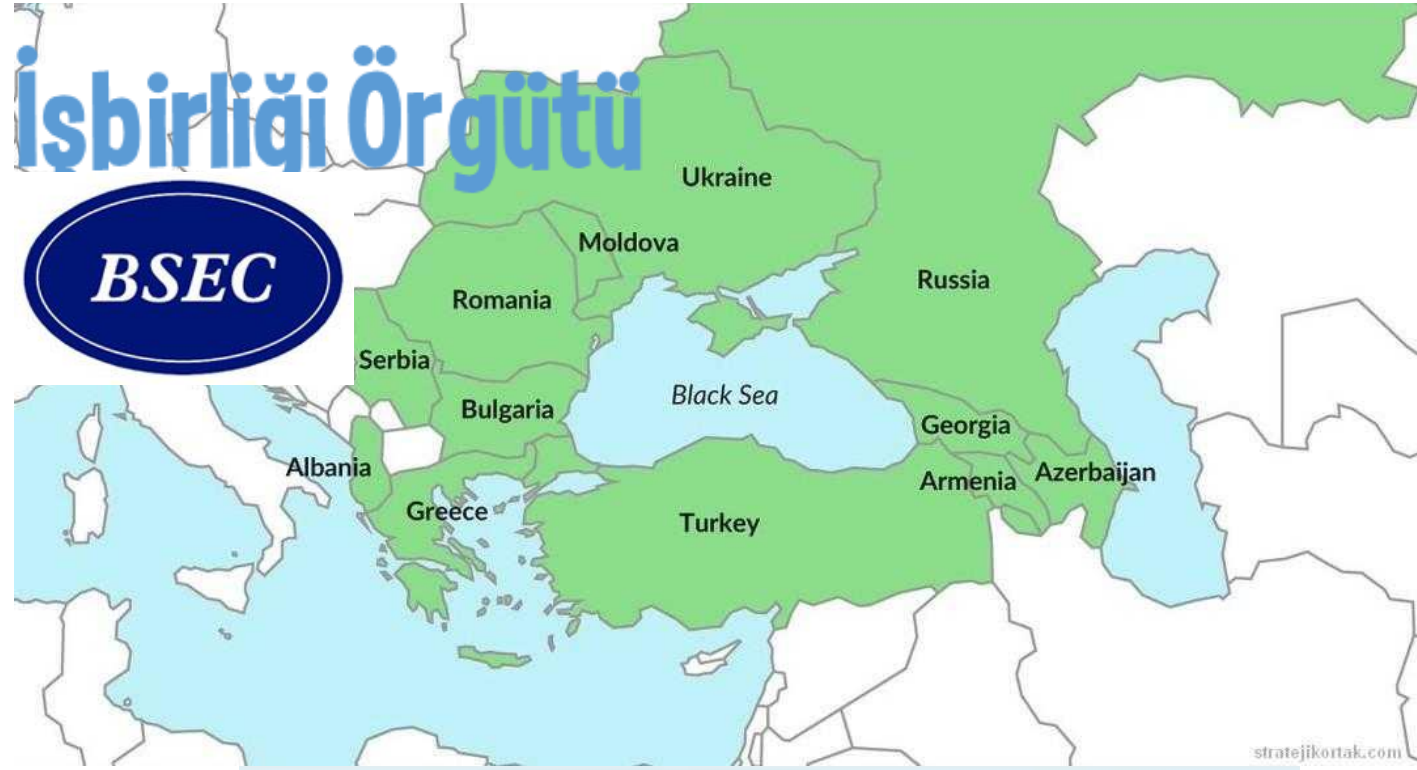 İşbirliği Örgütü
Ukraine
BSEC
Moldova
Russia
Romania
Serbia
Black Sea
Bulgaria
Georgia
Albania
Azerbaijan
Armenia
Greece
Turkey
stratejikortak.com